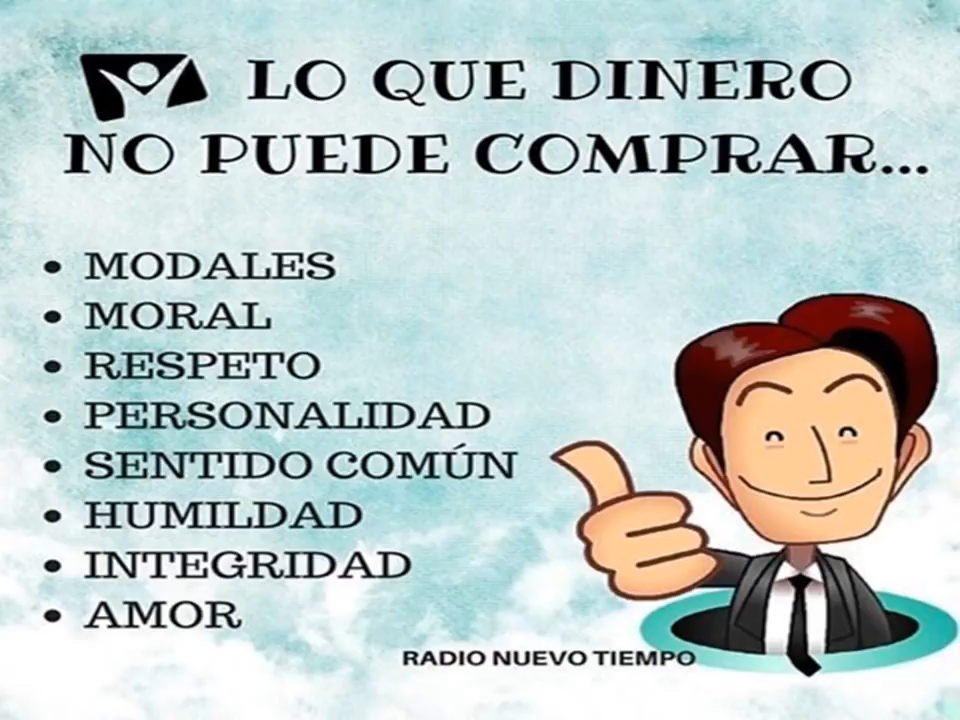 LO QUE DINERO
NO PUEDE COMPRAR...
• MODALES
• MORAL
• RESPETO
• PERSONALIDAD
• SENTIDO COMÚN
• HUMILDAD
• INTEGRIDAD
• AMOR
RADIO NUEVO TIEMPO